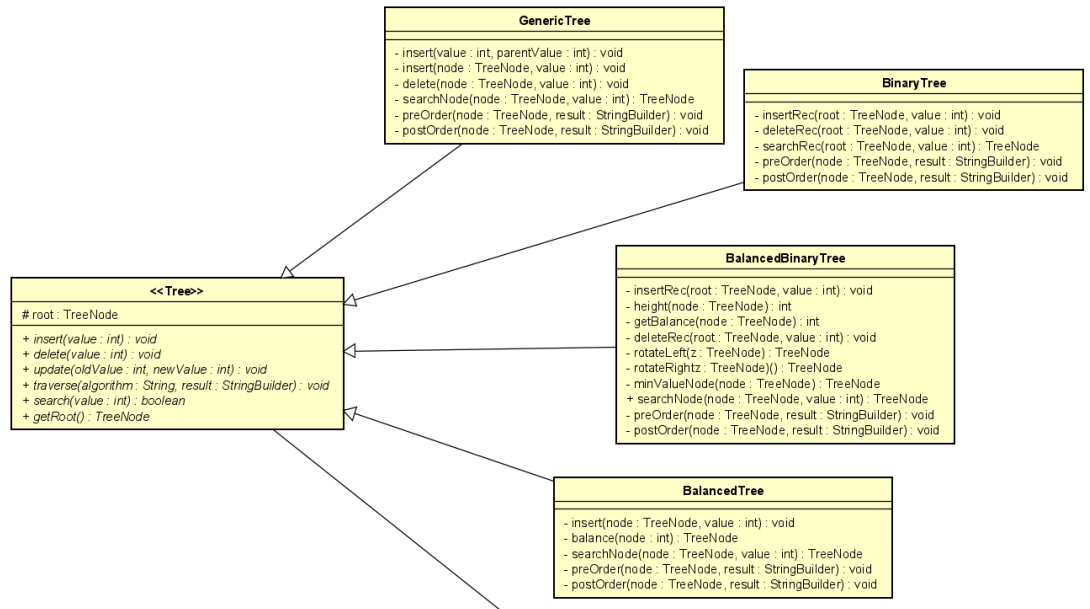 GenericTree
- insert(value : int, parentValue : int) : void
- insert(node : TreeNode, value : int) : void
- delete(node : TreeNode, value : int) : void
- searchNode(node : TreeNode, value : int) : TreeNode
- preOrder(node : TreeNode, result : StringBuilder) : void
- postOrder(node : TreeNode, result : StringBuilder) : void
BinaryTree
- insertRec(root : TreeNode, value : int) : void
- deleteRec(root : TreeNode, value : int) : void
- searchRec(root : TreeNode, value : int) : TreeNode
- preOrder(node : TreeNode, result : StringBuilder) : void
- postOrder(node : TreeNode, result : StringBuilder) : void
<<Tree>>
# root : TreeNode
+ insert(value : int) : void
+ delete(value : int) : void
+ update(oldValue : int, newValue : int) : void
+ traverse(algorithm : String, result : StringBuilder) : void
+ search(value : int) : boolean
+ getRoot() : TreeNode
BalancedBinaryTree
- insertRec(root : TreeNode, value : int) : void
- height(node : TreeNode) : int
- getBalance(node : TreeNode) : int
- deleteRec(root : TreeNode, value : int) : void
- rotateLeft(z : TreeNode) : TreeNode
- rotateRightz : TreeNode)() : TreeNode
- minValueNode(node : TreeNode) : TreeNode
+ searchNode(node : TreeNode, value : int) : TreeNode
- preOrder(node : TreeNode, result : StringBuilder) : void
- postOrder(node : TreeNode, result : StringBuilder) : void
BalancedTree
- insert(node : TreeNode, value : int) : void
- balance(node : int) : TreeNode
- searchNode(node : TreeNode, value : int) : TreeNode
- preOrder(node : TreeNode, result : StringBuilder) : void
- postOrder(node : TreeNode, result : StringBuilder) : void